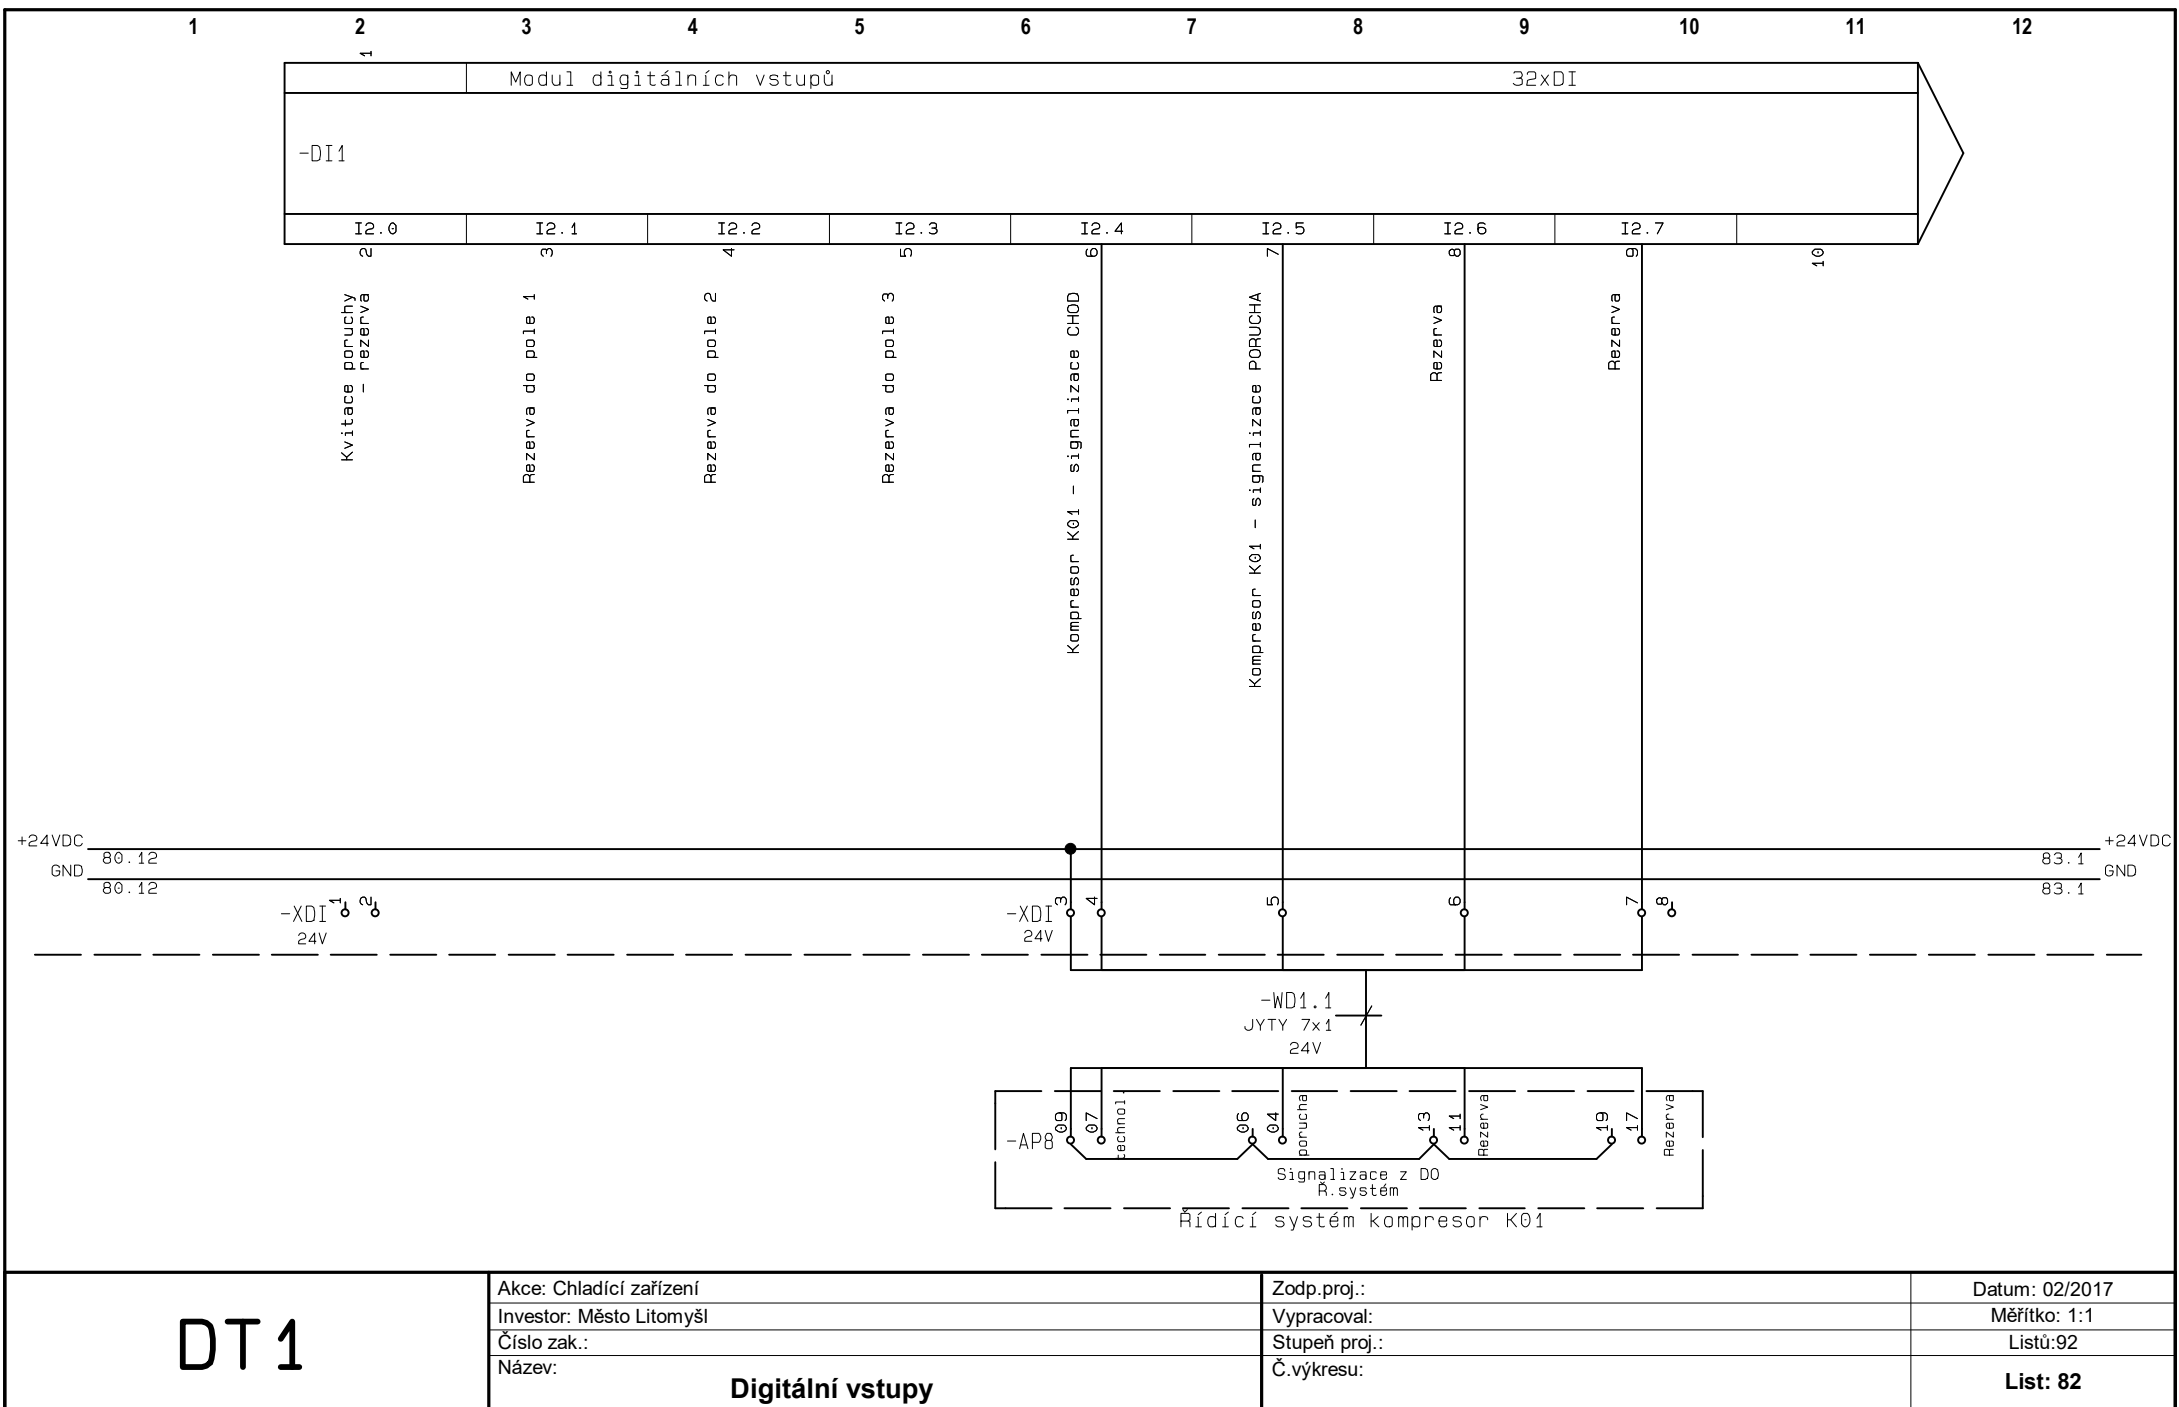 1 2 3 4 5 6 7 8 9 10 11 12
1
Modul digitálních vstupů 32xDI
-DI1
I2.0 I2.1 I2.2 I2.3 I2.4 I2.5 I2.6 I2.7
2 3 4 5 6 7 8 9 10
Kvitace poruchy
- rezerva
Rezerva do pole 1
Rezerva do pole 2
Rezerva do pole 3
Kompresor K01 - signalizace CHOD
Kompresor K01 - signalizace PORUCHA
Rezerva
Rezerva
+24VDC 80.12 83.1 +24VDC
GND 80.12 83.1 GND
-XDI 1 2
24V
-XDI 3 4 5 6 7 8
24V
-WD1.1
JYTY 7x1
24V
-AP8 09 07 technol. 06 04 porucha 13 11 Rezerva 19 17 Rezerva
Signalizace z DO
Ř.systém
Řídící systém kompresor K01
DT1
Akce: Chladící zařízení
Investor: Město Litomyšl
Číslo zak.:
Název:
Digitální vstupy
Zodp.proj.:
Vypracoval:
Stupeň proj.:
Č.výkresu:
Datum: 02/2017
Měřítko: 1:1
Listů:92
List: 82